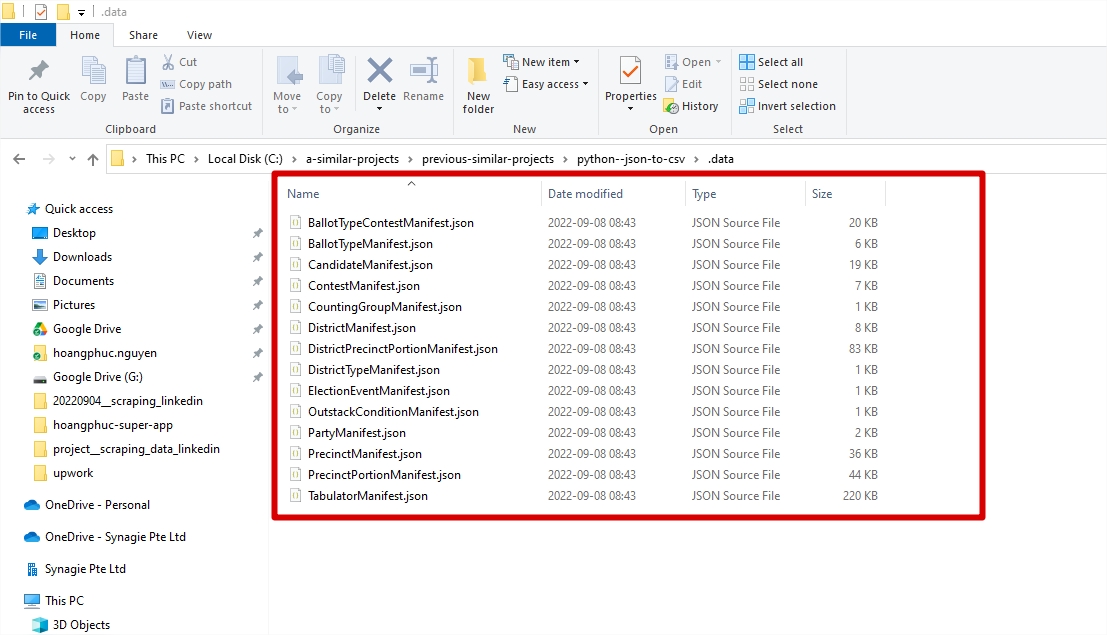 .data
File Home Share View
Pin to Quick access
Copy
Paste
Cut
Copy path
Paste shortcut
Clipboard
Move to
Copy to
Delete
Rename
Organize
New folder
New item
Easy access
New
Properties
Open
Edit
History
Open
Select all
Select none
Invert selection
Select
This PC › Local Disk (C:) › a-similar-projects › previous-similar-projects › python--json-to-csv › .data
Quick access
Desktop
Downloads
Documents
Pictures
Google Drive
hoangphuc.nguyen
Google Drive (G:)
20220904__scraping_linkedin
hoangphuc-super-app
project__scraping_data_linkedin
upwork
OneDrive - Personal
OneDrive - Synagie Pte Ltd
Synagie Pte Ltd
This PC
3D Objects
Name Date modified Type Size
BallotTypeContestManifest.json 2022-09-08 08:43 JSON Source File 20 KB
BallotTypeManifest.json 2022-09-08 08:43 JSON Source File 6 KB
CandidateManifest.json 2022-09-08 08:43 JSON Source File 19 KB
ContestManifest.json 2022-09-08 08:43 JSON Source File 7 KB
CountingGroupManifest.json 2022-09-08 08:43 JSON Source File 1 KB
DistrictManifest.json 2022-09-08 08:43 JSON Source File 8 KB
DistrictPrecinctPortionManifest.json 2022-09-08 08:43 JSON Source File 83 KB
DistrictTypeManifest.json 2022-09-08 08:43 JSON Source File 1 KB
ElectionEventManifest.json 2022-09-08 08:43 JSON Source File 1 KB
OutstackConditionManifest.json 2022-09-08 08:43 JSON Source File 1 KB
PartyManifest.json 2022-09-08 08:43 JSON Source File 2 KB
PrecinctManifest.json 2022-09-08 08:43 JSON Source File 36 KB
PrecinctPortionManifest.json 2022-09-08 08:43 JSON Source File 44 KB
TabulatorManifest.json 2022-09-08 08:43 JSON Source File 220 KB